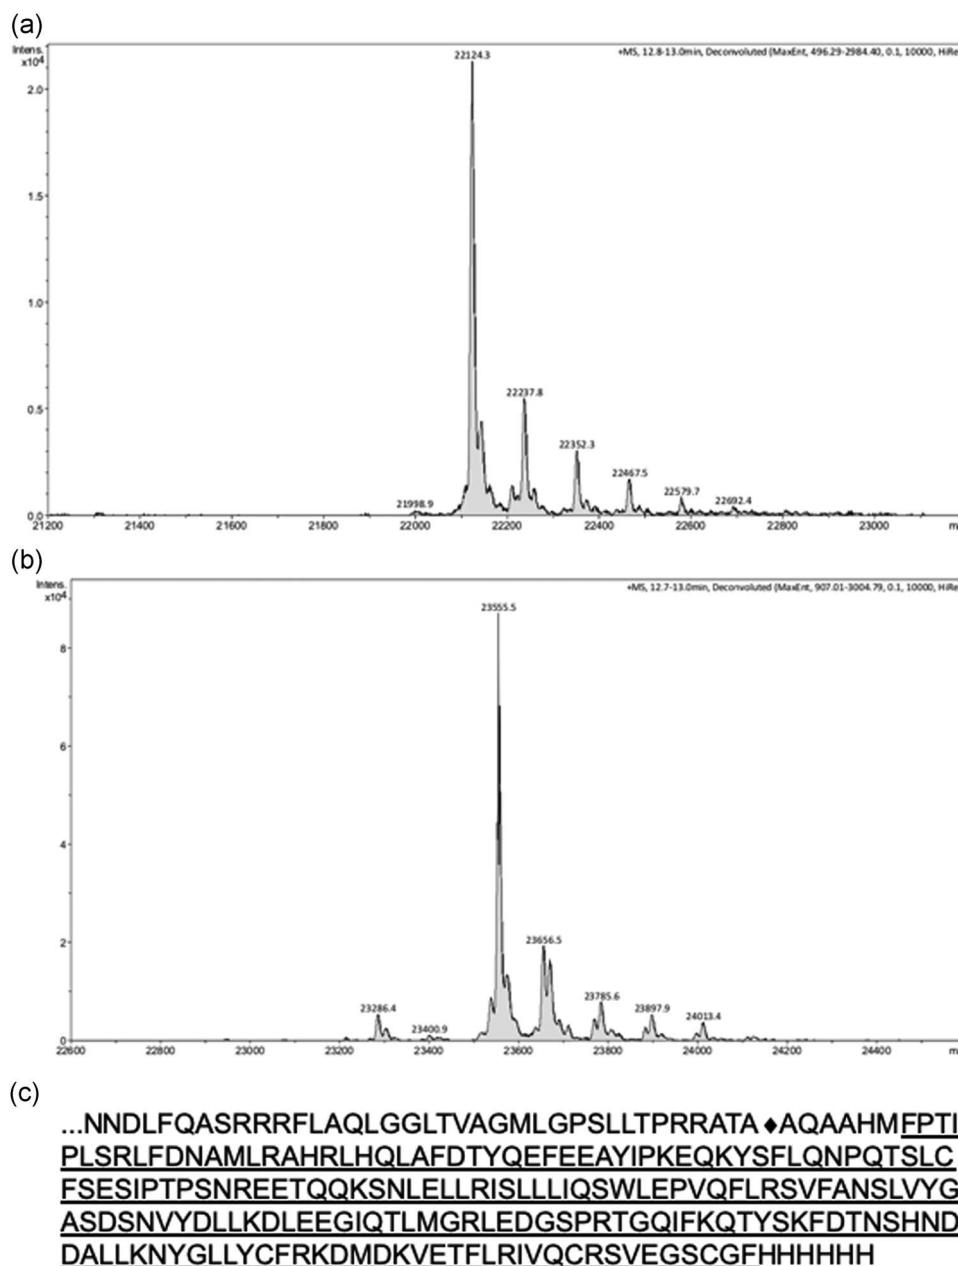 (a)
Intens.
x10⁴
+MS, 12.8-13.0min, Deconvoluted (MaxEnt, 496.29-2984.40, 0.1, 10000, HiRe
22124.3
2.0
1.5
1.0
22237.8
0.5
22352.3
22467.5
22579.7
22692.4
21998.9
0.0
21200 21400 21600 21800 22000 22200 22400 22600 22800 23000 m
(b)
Intens.
x10⁴
+MS, 12.7-13.0min, Deconvoluted (MaxEnt, 907.01-3004.79, 0.1, 10000, HiRe
23555.5
8
6
4
2
23656.5
23785.6
23286.4
23897.9
24013.4
23400.9
0
22600 22800 23000 23200 23400 23600 23800 24000 24200 24400 m
(c)
...NNDLFQASRRRFLAQLGGLTVAGMLGPSLLTPRRATA♦AQAAHMFPTI
PLSRLFDNAMLRAHRLHQLAFDTYQEFEEAYIPKEQKYSFLQNPQTSLC
FSESIPTPSNREETQQKSNLELLRISLLLIQSWLEPVQFLRSVFANSLVYG
ASDSNVYDLLKDLEEGIQTLMGRLEDGSPRTGQIFKQTYSKFDTNSHND
DALLKNYGLLYCFRKDMDKVETFLRIVQCRSVEGSCGFHHHHHH